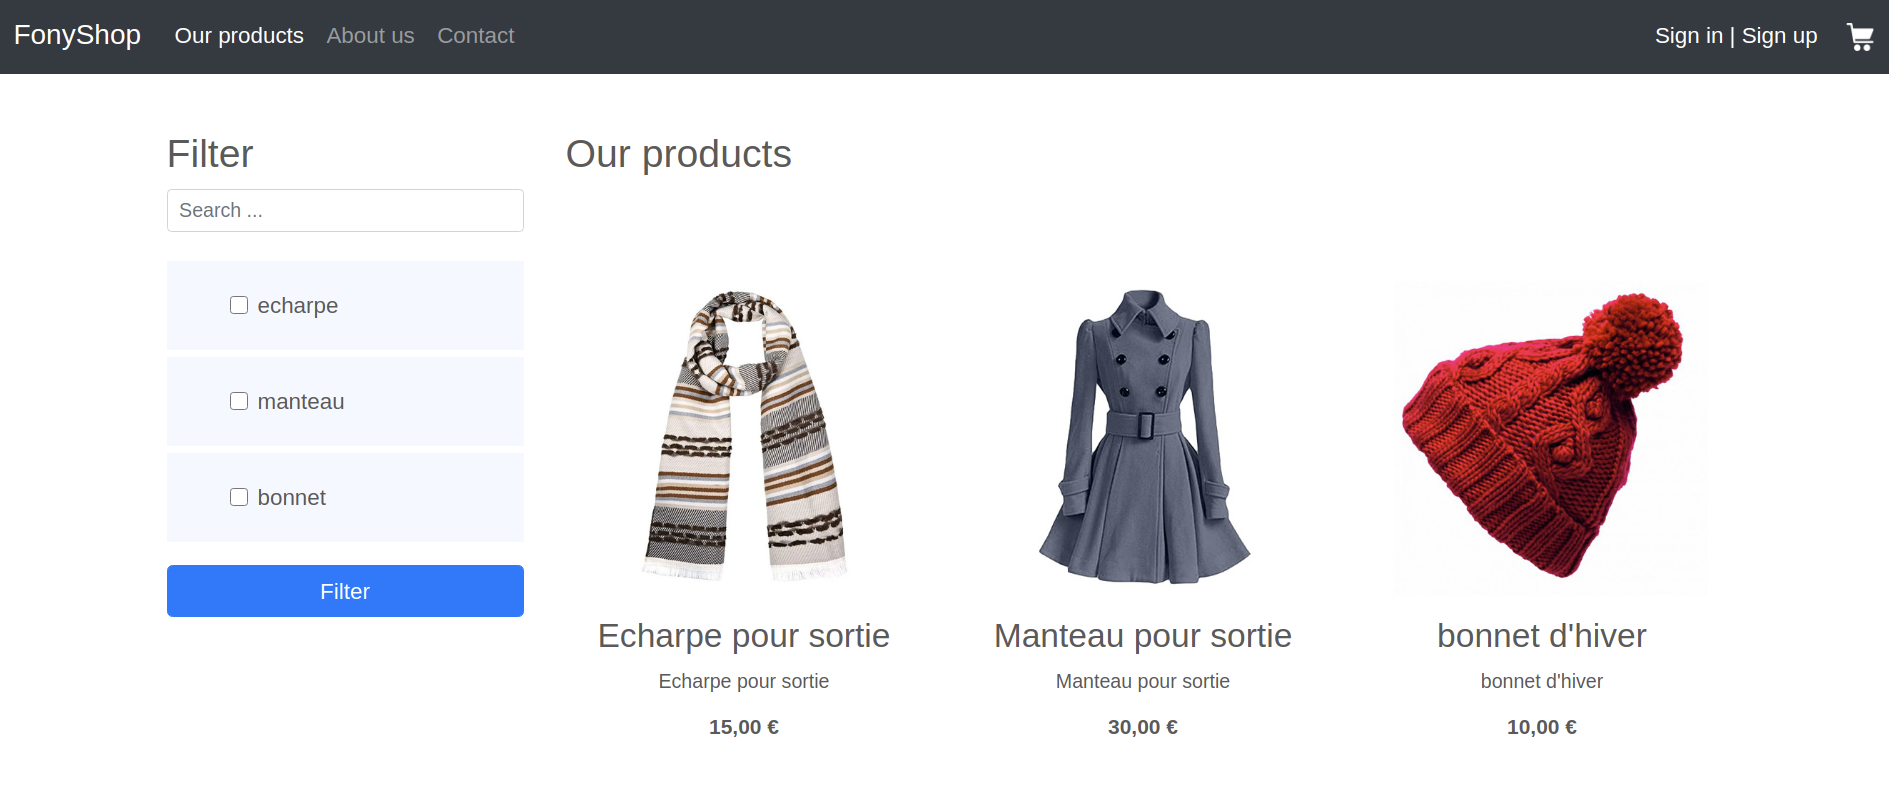 FonyShop Our products About us Contact Sign in | Sign up
Filter
Search ...
echarpe
manteau
bonnet
Filter
Our products
Echarpe pour sortie
Echarpe pour sortie
15,00 €
Manteau pour sortie
Manteau pour sortie
30,00 €
bonnet d'hiver
bonnet d'hiver
10,00 €